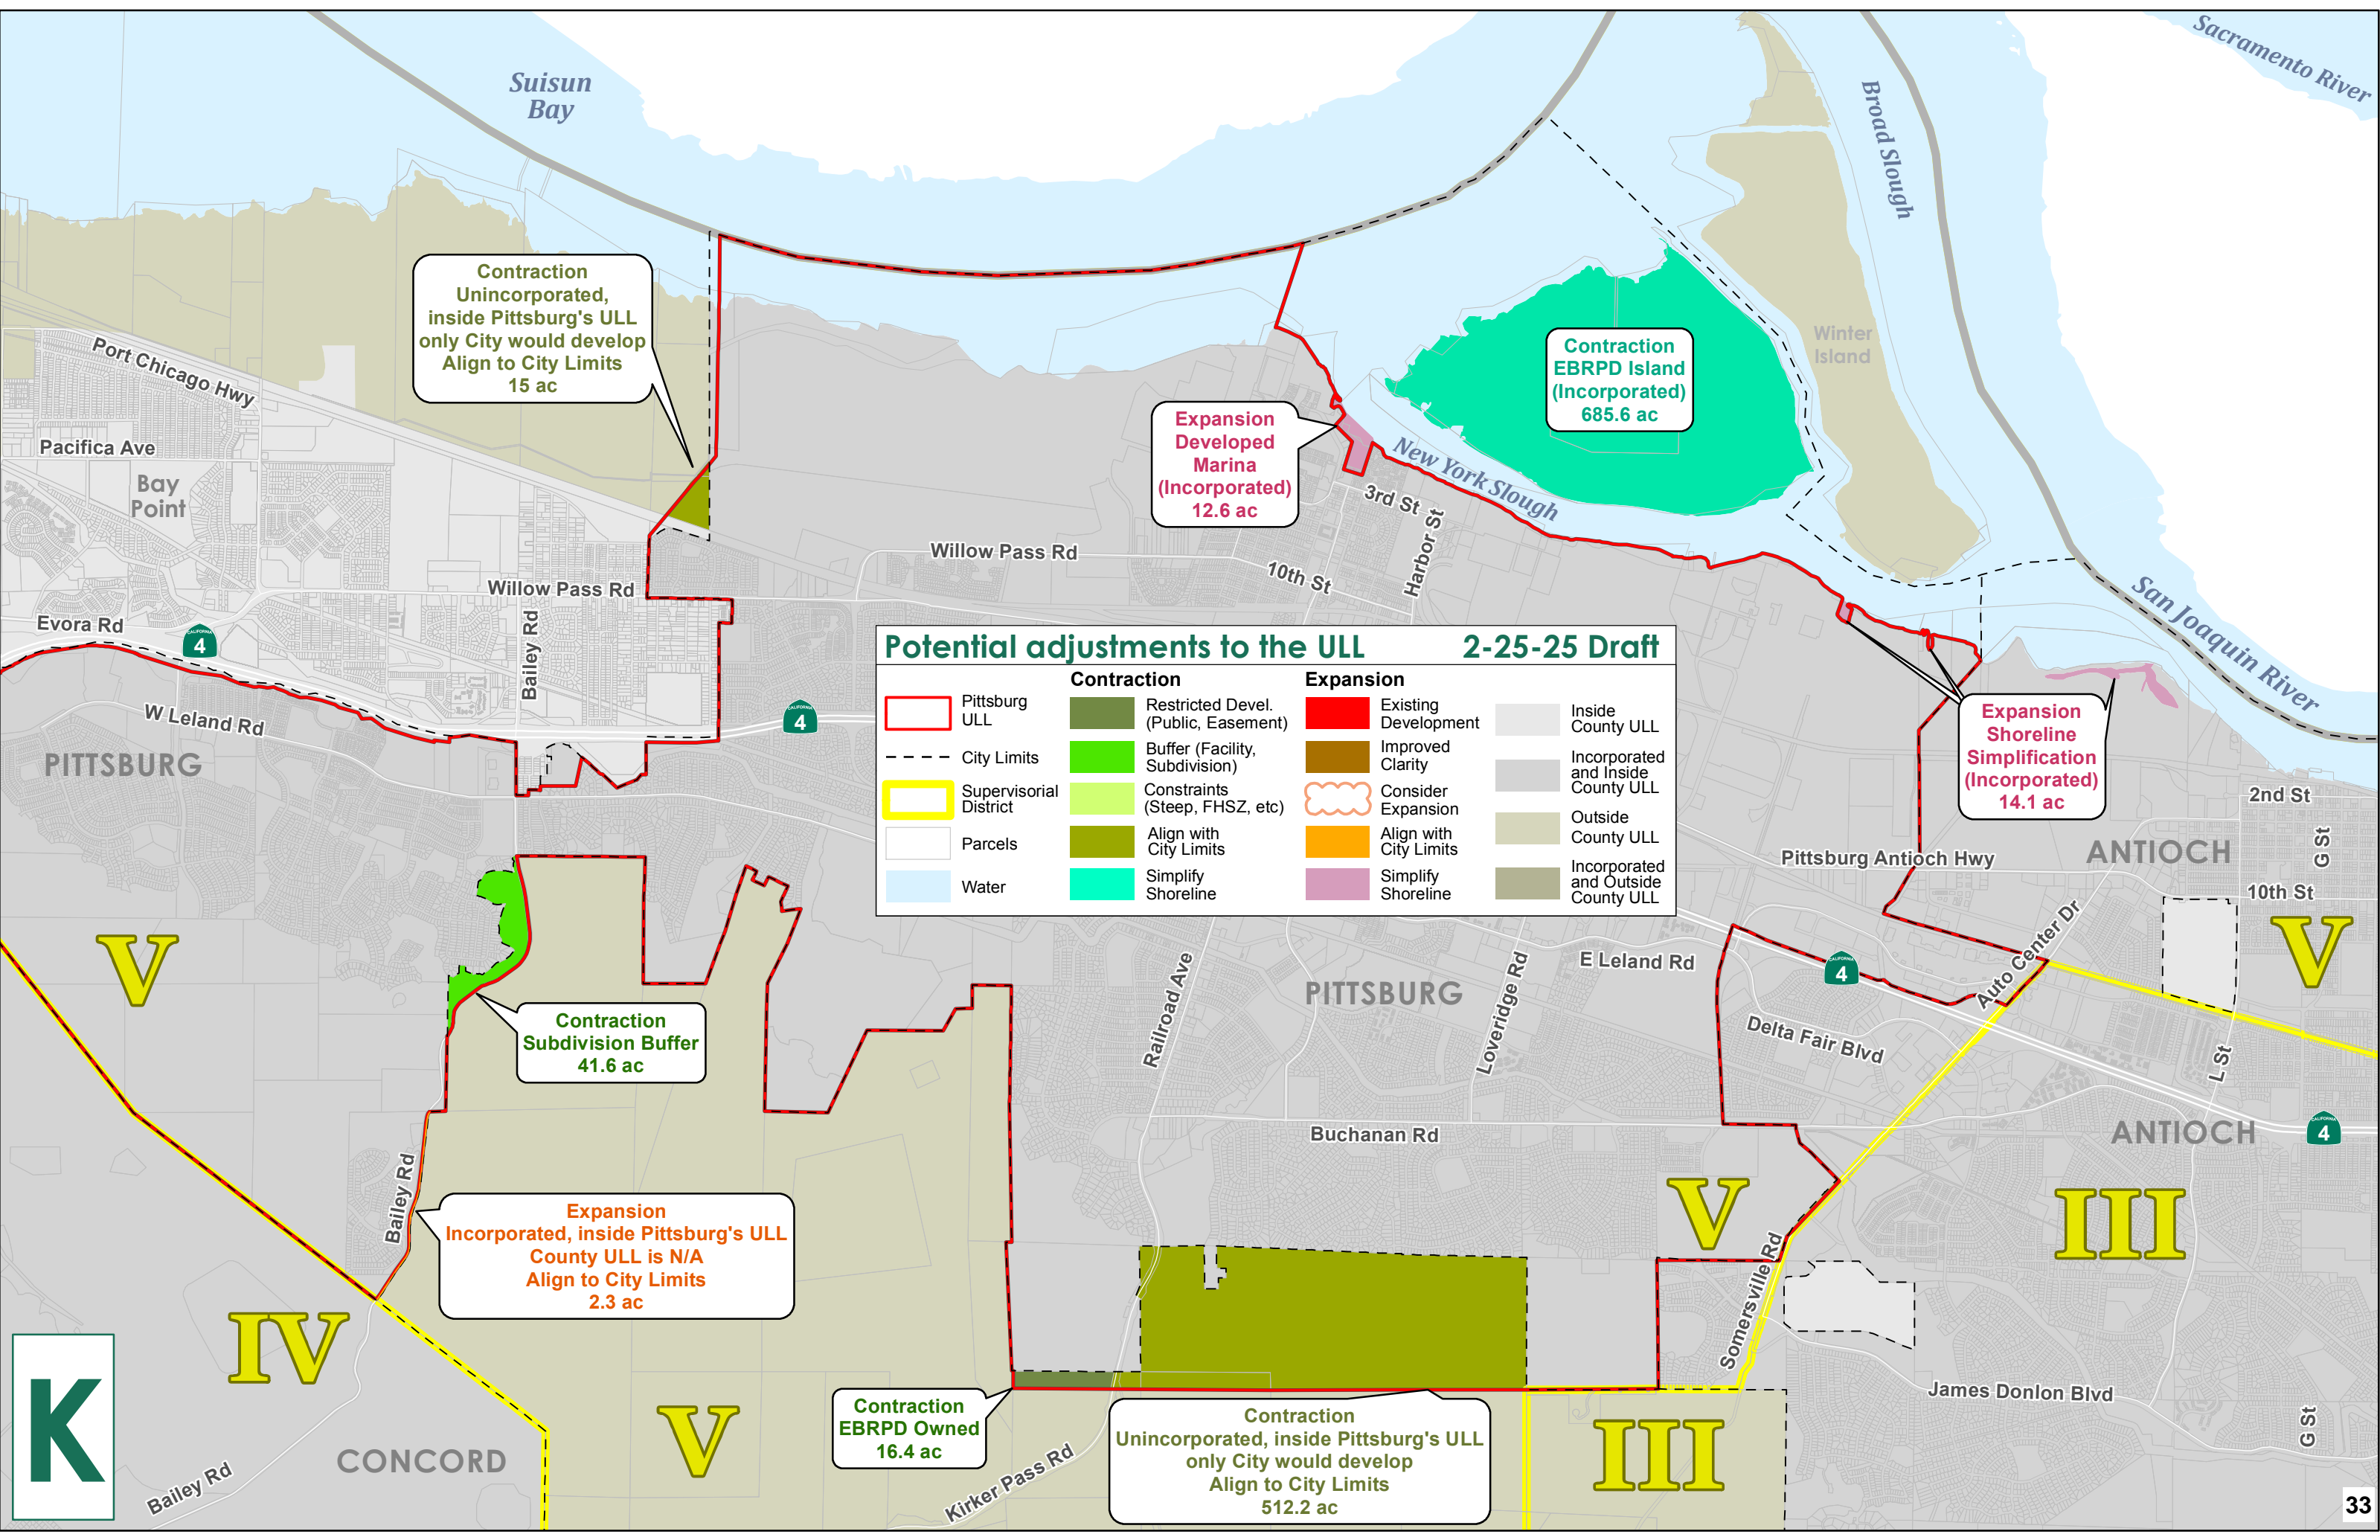 Sacramento River
Suisun
Bay
Broad Slough
Contraction
Unincorporated,
inside Pittsburg's ULL
only City would develop
Align to City Limits
15 ac
Winter
Island
Contraction
EBRPD Island
(Incorporated)
685.6 ac
Port Chicago Hwy
Expansion
Developed
Marina
(Incorporated)
12.6 ac
New York Slough
Pacifica Ave
Bay
Point
3rd St
Harbor St
Willow Pass Rd
10th St
Willow Pass Rd
Evora Rd
CALIFORNIA
4
Bailey Rd
San Joaquin River
Potential adjustments to the ULL 2-25-25 Draft
Pittsburg
ULL
City Limits
Supervisorial
District
Parcels
Water
Contraction
Restricted Devel.
(Public, Easement)
Buffer (Facility,
Subdivision)
Constraints
(Steep, FHSZ, etc)
Align with
City Limits
Simplify
Shoreline
Expansion
Existing
Development
Improved
Clarity
Consider
Expansion
Align with
City Limits
Simplify
Shoreline
Inside
County ULL
Incorporated
and Inside
County ULL
Outside
County ULL
Incorporated
and Outside
County ULL
W Leland Rd
CALIFORNIA
4
PITTSBURG
Expansion
Shoreline
Simplification
(Incorporated)
14.1 ac
2nd St
G St
Pittsburg Antioch Hwy
ANTIOCH
10th St
V
V
E Leland Rd
CALIFORNIA
4
Auto Center Dr
Railroad Ave
PITTSBURG
Loveridge Rd
Contraction
Subdivision Buffer
41.6 ac
Delta Fair Blvd
L St
Buchanan Rd
ANTIOCH
CALIFORNIA
4
Bailey Rd
Expansion
Incorporated, inside Pittsburg's ULL
County ULL is N/A
Align to City Limits
2.3 ac
V
III
Somersville Rd
IV
K
CONCORD
V
Bailey Rd
Contraction
EBRPD Owned
16.4 ac
Kirker Pass Rd
Contraction
Unincorporated, inside Pittsburg's ULL
only City would develop
Align to City Limits
512.2 ac
III
James Donlon Blvd
G St
33